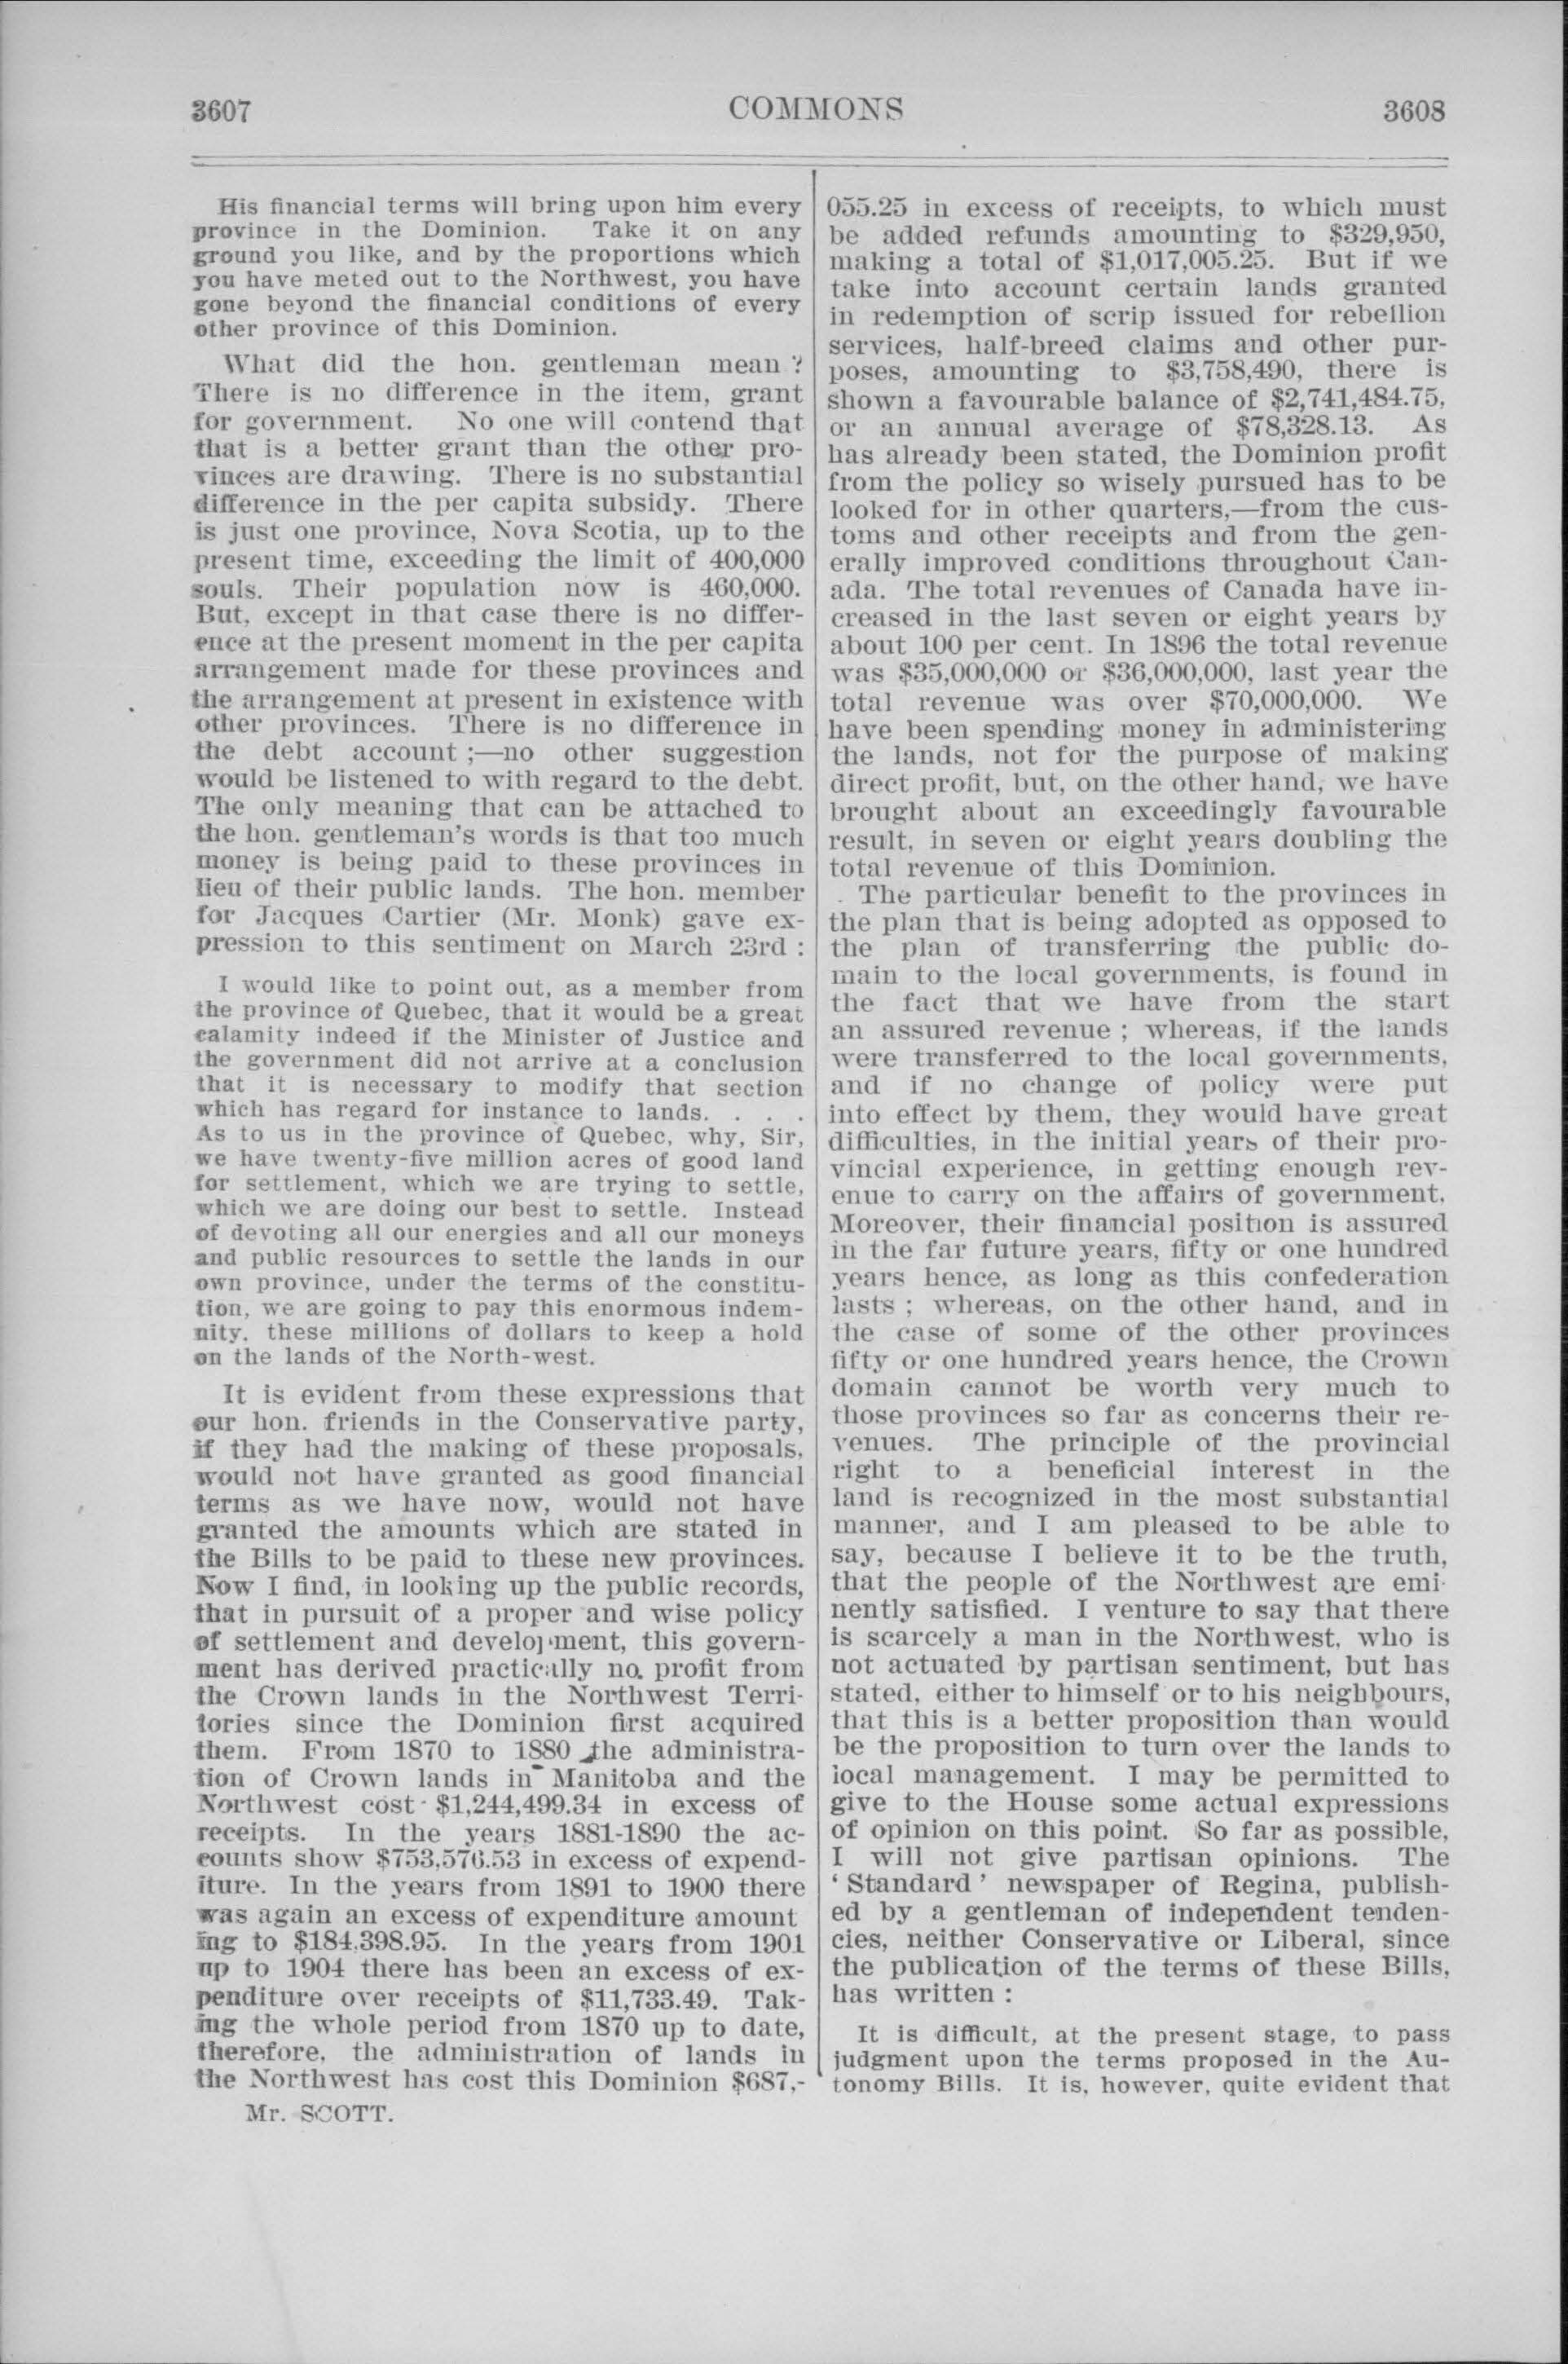 3607
COMMONS
3608
His financial terms will bring upon him every
province in the Dominion. Take it on any
ground you like, and by the proportions which
you have meted out to the Northwest, you have
gone beyond the financial conditions of every
other province of this Dominion.
What did the hon. gentleman mean ?
There is no difference in the item, grant
for government. No one will contend that
that is a better grant than the other pro-
vinces are drawing. There is no substantial
difference in the per capita subsidy. There
is just one province, Nova Scotia, up to the
present time, exceeding the limit of 400,000
souls. Their population now is 460,000.
But, except in that case there is no differ-
ence at the present moment in the per capita
arrangement made for these provinces and
the arrangement at present in existence with
other provinces. There is no difference in
the debt account ;—no other suggestion
would be listened to with regard to the debt.
The only meaning that can be attached to
the hon. gentleman's words is that too much
money is being paid to these provinces in
lieu of their public lands. The hon. member
for Jacques Cartier (Mr. Monk) gave ex-
pression to this sentiment on March 23rd :
I would like to point out, as a member from
the province of Quebec, that it would be a great
calamity indeed if the Minister of Justice and
the government did not arrive at a conclusion
that it is necessary to modify that section
which has regard for instance to lands. . . .
As to us in the province of Quebec, why, Sir,
we have twenty-five million acres of good land
for settlement, which we are trying to settle,
which we are doing our best to settle. Instead
of devoting all our energies and all our moneys
and public resources to settle the lands in our
own province, under the terms of the constitu-
tion, we are going to pay this enormous indem-
nity, these millions of dollars to keep a hold
on the lands of the North-west.
It is evident from these expressions that
our hon. friends in the Conservative party,
if they had the making of these proposals,
would not have granted as good financial
terms as we have now, would not have
granted the amounts which are stated in
the Bills to be paid to these new provinces.
Now I find, in looking up the public records,
that in pursuit of a proper and wise policy
of settlement and development, this govern-
ment has derived practically no profit from
the Crown lands in the Northwest Terri-
tories since the Dominion first acquired
them. From 1870 to 1880 the administra-
tion of Crown lands in Manitoba and the
Northwest cost $1,244,499.34 in excess of
receipts. In the years 1881-1890 the ac-
counts show $753,576.53 in excess of expend-
iture. In the years from 1891 to 1900 there
was again an excess of expenditure amount
ing to $184,398.95. In the years from 1901
up to 1904 there has been an excess of ex-
penditure over receipts of $11,733.49. Tak-
ing the whole period from 1870 up to date,
therefore, the administration of lands in
the Northwest has cost this Dominion $687,-
Mr. SCOTT.
055.25 in excess of receipts, to which must
be added refunds amounting to $329,950,
making a total of $1,017,005.25. But if we
take into account certain lands granted
in redemption of scrip issued for rebellion
services, half-breed claims and other pur-
poses, amounting to $3,758,490, there is
shown a favourable balance of $2,741,484.75,
or an annual average of $78,328.13. As
has already been stated, the Dominion profit
from the policy so wisely pursued has to be
looked for in other quarters,—from the cus-
toms and other receipts and from the gen-
erally improved conditions throughout Can-
ada. The total revenues of Canada have in-
creased in the last seven or eight years by
about 100 per cent. In 1896 the total revenue
was $35,000,000 or $36,000,000, last year the
total revenue was over $70,000,000. We
have been spending money in administering
the lands, not for the purpose of making
direct profit, but, on the other hand, we have
brought about an exceedingly favourable
result, in seven or eight years doubling the
total revenue of this Dominion.
The particular benefit to the provinces in
the plan that is being adopted as opposed to
the plan of transferring the public do-
main to the local governments, is found in
the fact that we have from the start
an assured revenue ; whereas, if the lands
were transferred to the local governments,
and if no change of policy were put
into effect by them, they would have great
difficulties, in the initial years of their pro-
vincial experience, in getting enough rev-
enue to carry on the affairs of government.
Moreover, their financial position is assured
in the far future years, fifty or one hundred
years hence, as long as this confederation
lasts ; whereas, on the other hand, and in
the case of some of the other provinces
fifty or one hundred years hence, the Crown
domain cannot be worth very much to
those provinces so far as concerns their re-
venues. The principle of the provincial
right to a beneficial interest in the
land is recognized in the most substantial
manner, and I am pleased to be able to
say, because I believe it to be the truth,
that the people of the Northwest are emi-
nently satisfied. I venture to say that there
is scarcely a man in the Northwest, who is
not actuated by partisan sentiment, but has
stated, either to himself or to his neighbours,
that this is a better proposition than would
be the proposition to turn over the lands to
local management. I may be permitted to
give to the House some actual expressions
of opinion on this point. So far as possible,
I will not give partisan opinions. The
‘ Standard ’ newspaper of Regina, publish-
ed by a gentleman of independent tenden-
cies, neither Conservative or Liberal, since
the publication of the terms of these Bills,
has written :
It is difficult, at the present stage, to pass
judgment upon the terms proposed in the Au-
tonomy Bills. It is, however, quite evident that